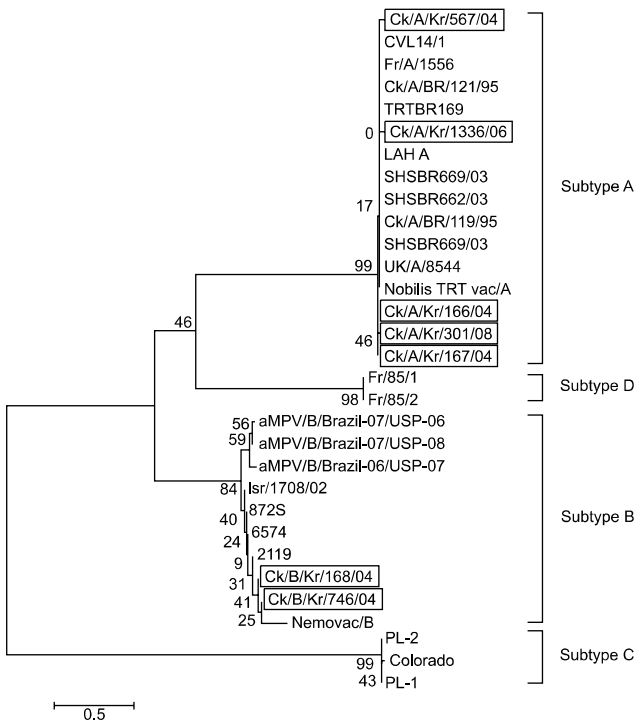 Ck/A/Kr/567/04
CVL14/1
Fr/A/1556
Ck/A/BR/121/95
TRTBR169
0 Ck/A/Kr/1336/06
LAH A
SHSBR669/03
Subtype A
17 SHSBR662/03
Ck/A/BR/119/95
SHSBR669/03
99 UK/A/8544
Nobilis TRT vac/A
Ck/A/Kr/166/04
46
46 Ck/A/Kr/301/08
Ck/A/Kr/167/04
Fr/85/1
Subtype D
98 Fr/85/2
56 aMPV/B/Brazil-07/USP-06
59 aMPV/B/Brazil-07/USP-08
aMPV/B/Brazil-06/USP-07
84 Isr/1708/02
872S
Subtype B
40 6574
24 2119
9 Ck/B/Kr/168/04
31
41 Ck/B/Kr/746/04
25 Nemovac/B
PL-2
99 Colorado
Subtype C
43 PL-1
0.5